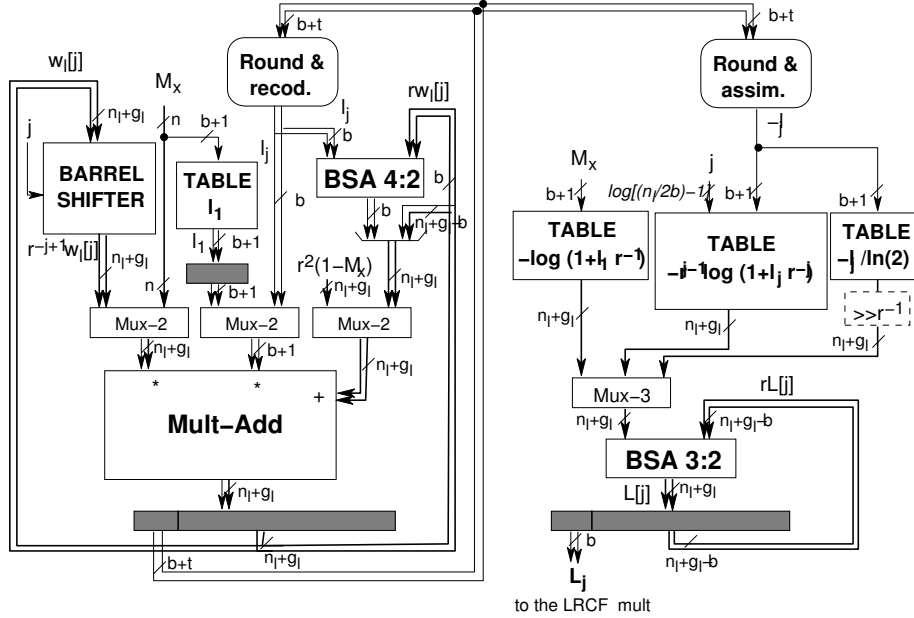 b+t
b+t
w_l[j]
Round & recod.
Round & assim.
M_x
rw_l[j]
n_l+g_l
n
b+1
l_j
b
l_j
–l_j
j
BARREL SHIFTER
TABLE l_1
BSA 4:2
b
b
b
M_x
j
b+1
log[(n_l/2b)–1]
b+1
b+1
r^–j+1 w_l[j]
n_l+g_l
l_1
b+1
n_l+g_l–b
TABLE –log (1+l_1 r^–1)
TABLE –r^j–1 log (1+l_j r^–j)
TABLE –l_j /ln(2)
r^2(1–M_x)
n_l+g_l
n_l+g_l
n
b+1
>>r^–1
Mux–2
Mux–2
Mux–2
n_l+g_l
n_l+g_l
n_l+g_l
n_l+g_l
b+1
n_l+g_l
* * +
Mult–Add
Mux–3
rL[j]
n_l+g_l
n_l+g_l–b
BSA 3:2
n_l+g_l
L[j]
n_l+g_l
b+t
n_l+g_l
b
n_l+g_l–b
L_j
to the LRCF mult